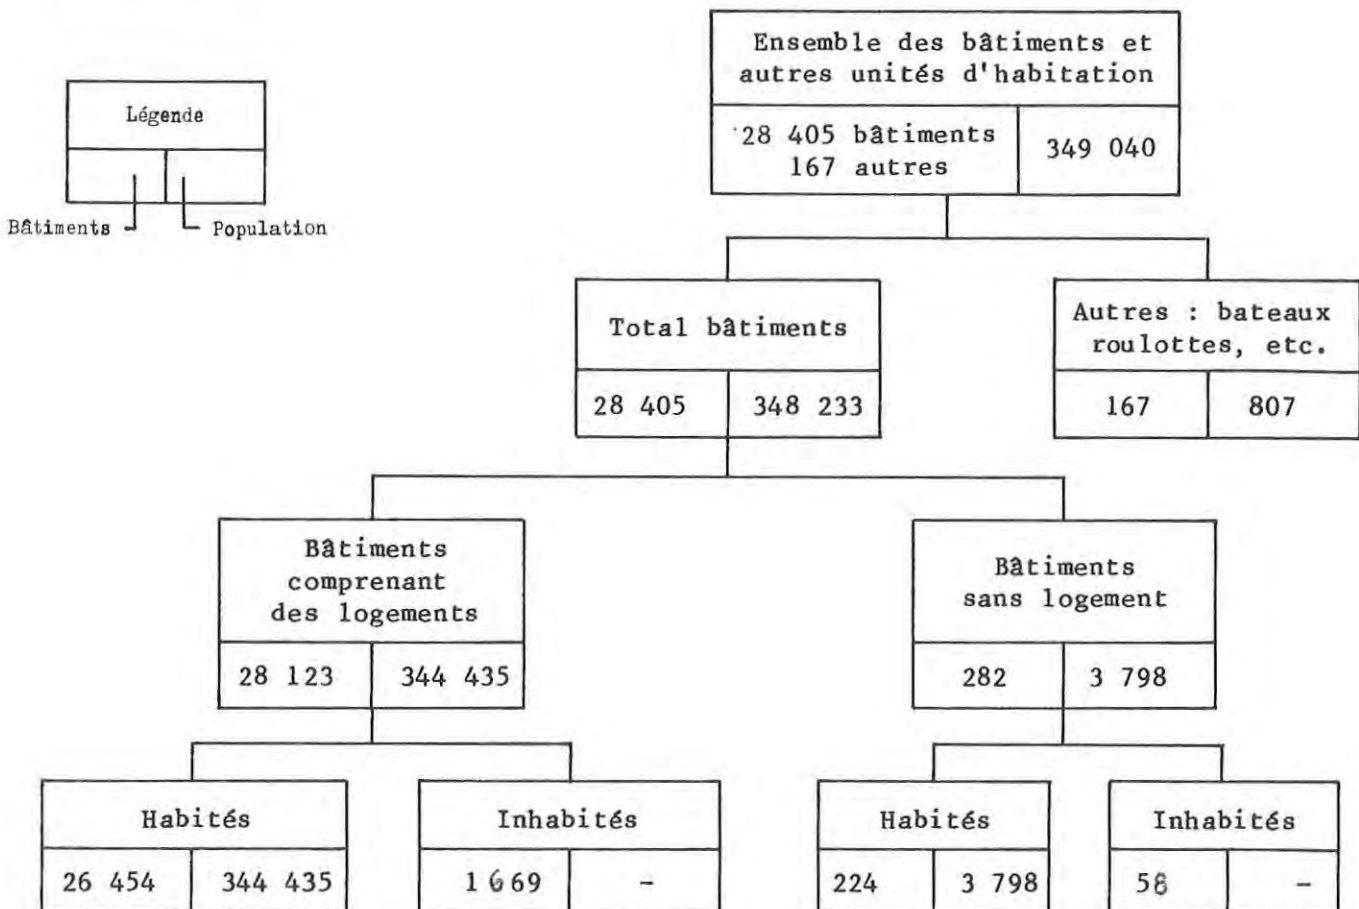 Ensemble des bâtiments et
autres unités d'habitation
28 405 bâtiments
167 autres
349 040
Légende
Bâtiments
Population
Total bâtiments
28 405
348 233
Autres : bateaux
roulottes, etc.
167
807
Bâtiments
comprenant
des logements
28 123
344 435
Bâtiments
sans logement
282
3 798
Habités
26 454
344 435
Inhabités
1 669
-
Habités
224
3 798
Inhabités
58
-